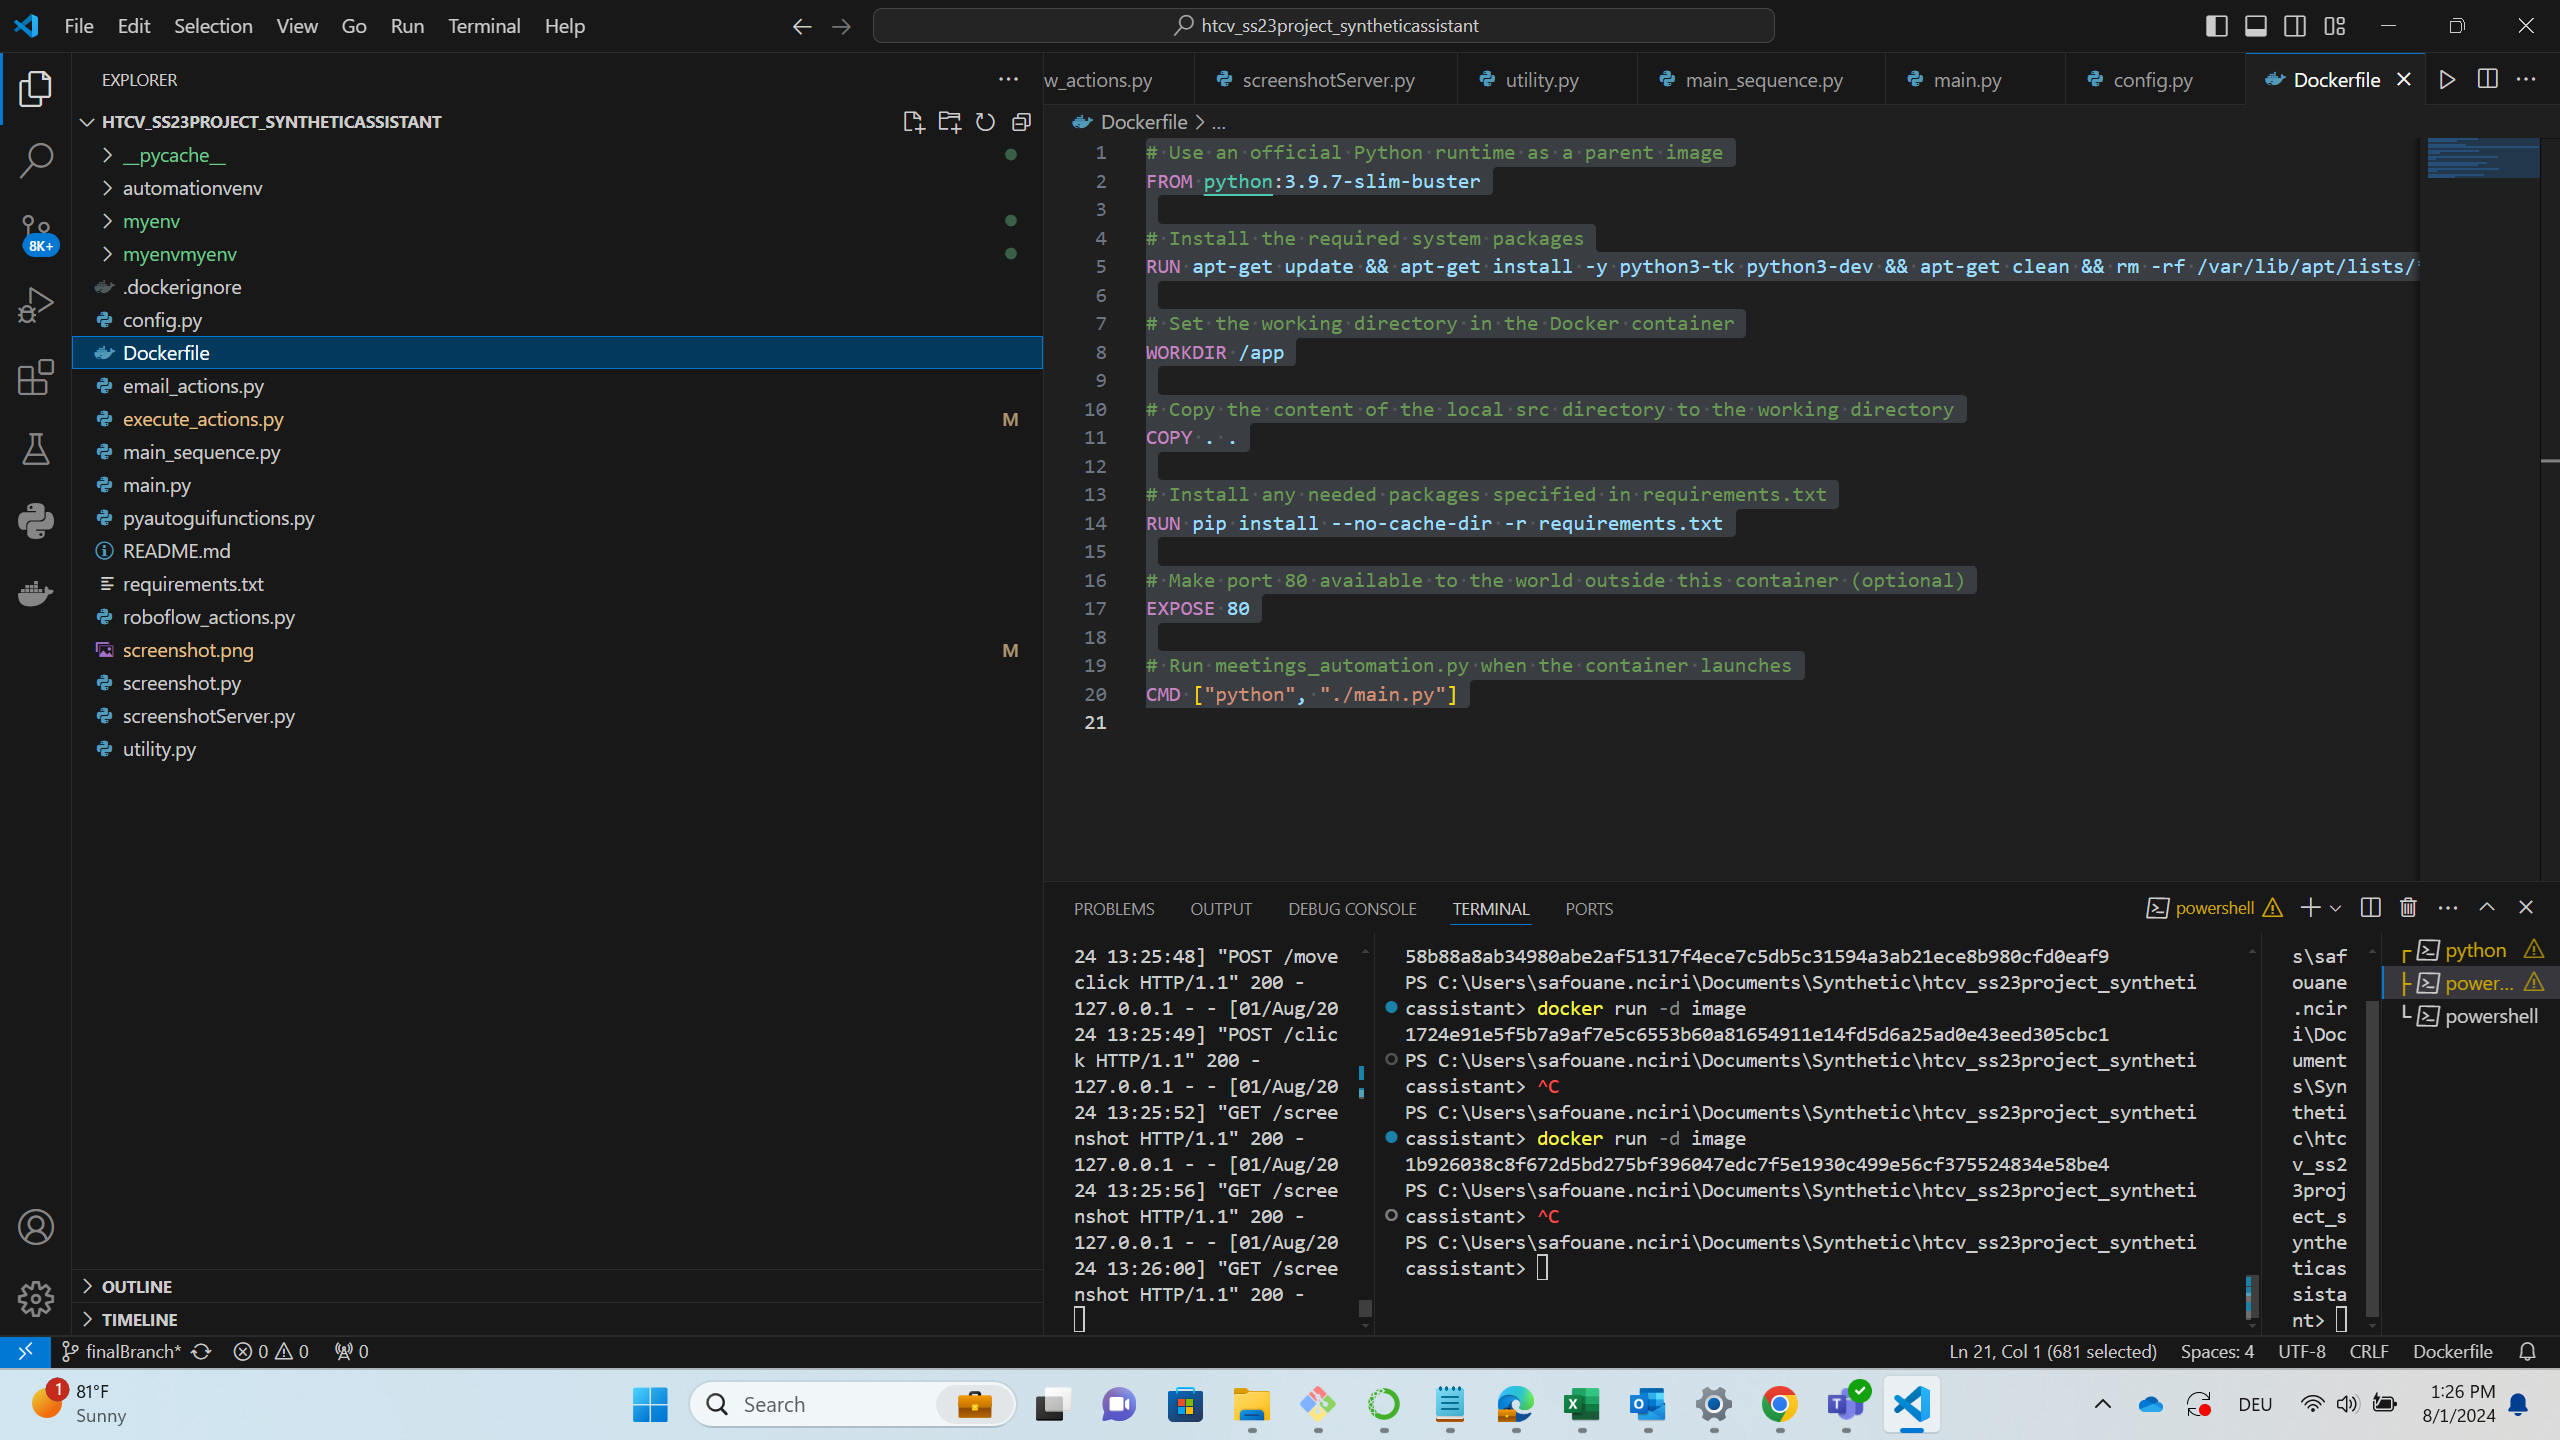 File Edit Selection View Go Run Terminal Help
htcv_ss23project_syntheticassistant
EXPLORER
HTCV_SS23PROJECT_SYNTHETICASSISTANT
__pycache__
automationvenv
myenv
myenvmyenv
.dockerignore
config.py
Dockerfile
email_actions.py
execute_actions.py M
main_sequence.py
main.py
pyautoguifunctions.py
README.md
requirements.txt
roboflow_actions.py
screenshot.png M
screenshot.py
screenshotServer.py
utility.py
OUTLINE
TIMELINE
8K+
w_actions.py screenshotServer.py utility.py main_sequence.py main.py config.py Dockerfile
Dockerfile > ...
1 # Use an official Python runtime as a parent image
2 FROM python:3.9.7-slim-buster
3
4 # Install the required system packages
5 RUN apt-get update && apt-get install -y python3-tk python3-dev && apt-get clean && rm -rf /var/lib/apt/lists/*
6
7 # Set the working directory in the Docker container
8 WORKDIR /app
9
10 # Copy the content of the local src directory to the working directory
11 COPY . .
12
13 # Install any needed packages specified in requirements.txt
14 RUN pip install --no-cache-dir -r requirements.txt
15
16 # Make port 80 available to the world outside this container (optional)
17 EXPOSE 80
18
19 # Run meetings_automation.py when the container launches
20 CMD ["python", "./main.py"]
21
PROBLEMS OUTPUT DEBUG CONSOLE TERMINAL PORTS
powershell
24 13:25:48] "POST /move
click HTTP/1.1" 200 -
127.0.0.1 - - [01/Aug/20
24 13:25:49] "POST /clic
k HTTP/1.1" 200 -
127.0.0.1 - - [01/Aug/20
24 13:25:52] "GET /scree
nshot HTTP/1.1" 200 -
127.0.0.1 - - [01/Aug/20
24 13:25:56] "GET /scree
nshot HTTP/1.1" 200 -
127.0.0.1 - - [01/Aug/20
24 13:26:00] "GET /scree
nshot HTTP/1.1" 200 -
58b88a8ab34980abe2af51317f4ece7c5db5c31594a3ab21ece8b980cfd0eaf9
PS C:\Users\safouane.nciri\Documents\Synthetic\htcv_ss23project_syntheti
cassistant> docker run -d image
1724e91e5f5b7a9af7e5c6553b60a81654911e14fd5d6a25ad0e43eed305cbc1
PS C:\Users\safouane.nciri\Documents\Synthetic\htcv_ss23project_syntheti
cassistant> ^C
PS C:\Users\safouane.nciri\Documents\Synthetic\htcv_ss23project_syntheti
cassistant> docker run -d image
1b926038c8f672d5bd275bf396047edc7f5e1930c499e56cf375524834e58be4
PS C:\Users\safouane.nciri\Documents\Synthetic\htcv_ss23project_syntheti
cassistant> ^C
PS C:\Users\safouane.nciri\Documents\Synthetic\htcv_ss23project_syntheti
cassistant>
s\saf
ouane
.ncir
i\Doc
ument
s\Syn
theti
c\htc
v_ss2
3proj
ect_s
ynthe
ticas
sista
nt>
python
power...
powershell
finalBranch* 0 0 0
Ln 21, Col 1 (681 selected) Spaces: 4 UTF-8 CRLF Dockerfile
1
81°F
Sunny
Search
DEU
1:26 PM
8/1/2024